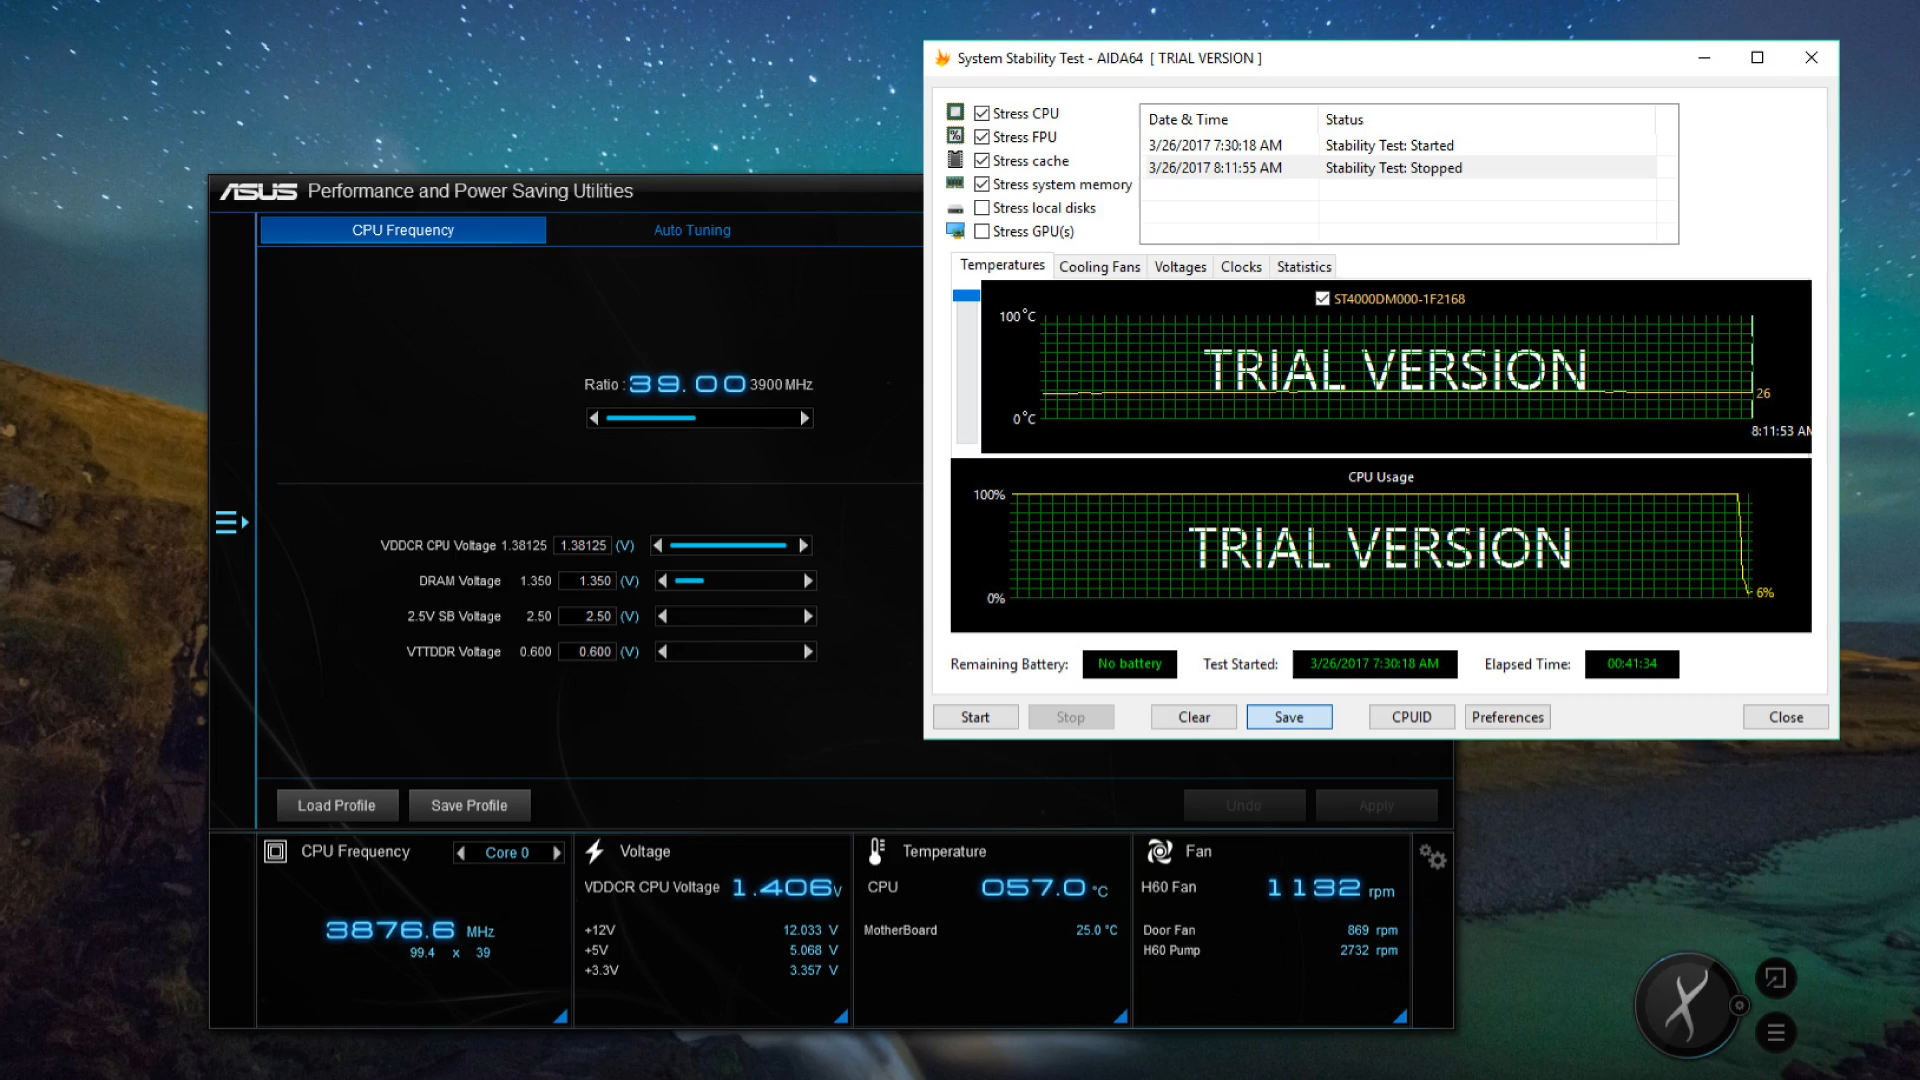 System Stability Test - AIDA64 [ TRIAL VERSION ]
Stress CPU
Stress FPU
Stress cache
Stress system memory
Stress local disks
Stress GPU(s)
Date & Time Status
3/26/2017 7:30:18 AM Stability Test: Started
3/26/2017 8:11:55 AM Stability Test: Stopped
Temperatures Cooling Fans Voltages Clocks Statistics
ST4000DM000-1F2168
100°C
TRIAL VERSION
26
0°C
8:11:53 AM
CPU Usage
100%
TRIAL VERSION
0%
6%
Remaining Battery: No battery Test Started: 3/26/2017 7:30:18 AM Elapsed Time: 00:41:34
Start Stop Clear Save CPUID Preferences Close
ASUS Performance and Power Saving Utilities
CPU Frequency Auto Tuning
Ratio : 39.00 3900 MHz
VDDCR CPU Voltage 1.38125 1.38125 (V)
DRAM Voltage 1.350 1.350 (V)
2.5V SB Voltage 2.50 2.50 (V)
VTTDDR Voltage 0.600 0.600 (V)
Load Profile Save Profile Undo Apply
CPU Frequency Core 0
3876.6 MHz
99.4 x 39
Voltage
VDDCR CPU Voltage 1.406 V
+12V 12.033 V
+5V 5.068 V
+3.3V 3.357 V
Temperature
CPU 057.0 °C
MotherBoard 25.0 °C
Fan
H60 Fan 1132 rpm
Door Fan 869 rpm
H60 Pump 2732 rpm